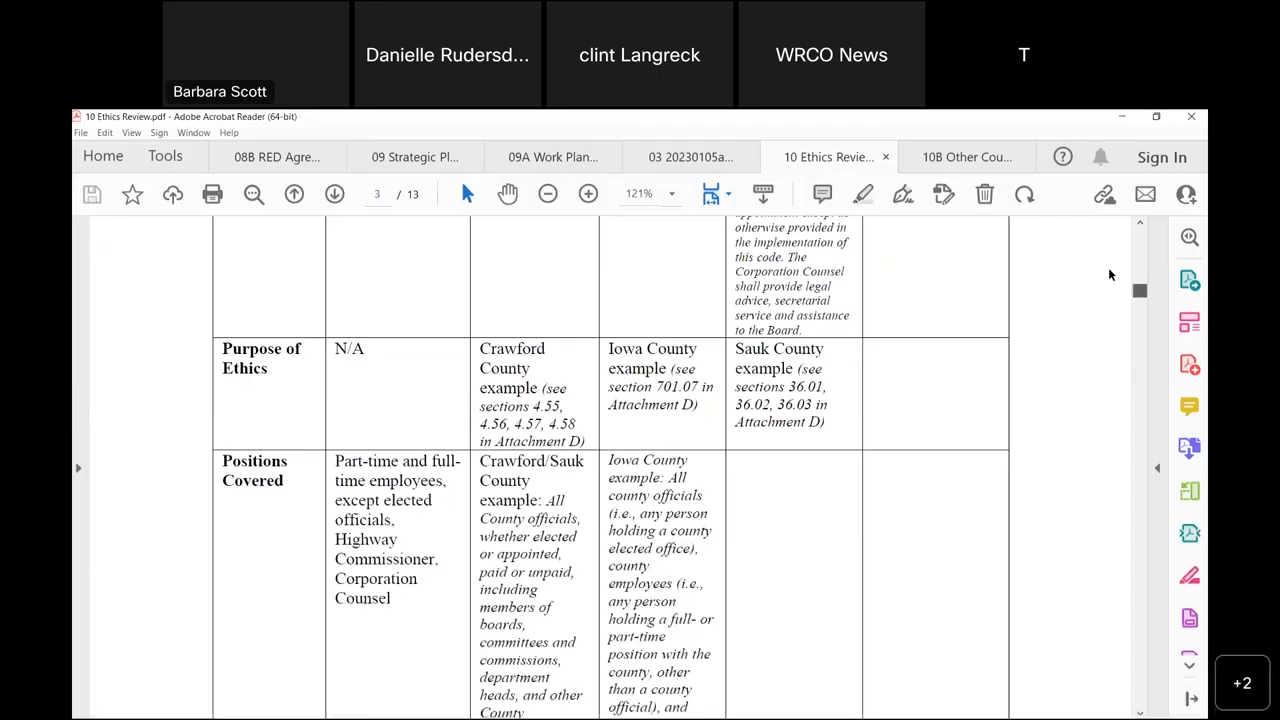 Danielle Rudersd...
clint Langreck
WRCO News
T
Barbara Scott
10 Ethics Review.pdf - Adobe Acrobat Reader (64-bit)
File Edit View Sign Window Help
Home Tools 08B RED Agre... 09 Strategic Pl... 09A Work Plan... 03 20230105a... 10 Ethics Revie... × 10B Other Cou... Sign In
3 / 13 121%
otherwise provided in
the implementation of
this code. The
Corporation Counsel
shall provide legal
advice, secretarial
service and assistance
to the Board.
Purpose of
Ethics
N/A
Crawford
County
example (see
sections 4.55,
4.56, 4.57, 4.58
in Attachment D)
Iowa County
example (see
section 701.07 in
Attachment D)
Sauk County
example (see
sections 36.01,
36.02, 36.03 in
Attachment D)
Positions
Covered
Part-time and full-
time employees,
except elected
officials,
Highway
Commissioner,
Corporation
Counsel
Crawford/Sauk
County
example: All
County officials,
whether elected
or appointed,
paid or unpaid,
including
members of
boards,
committees and
commissions,
department
heads, and other
County
Iowa County
example: All
county officials
(i.e., any person
holding a county
elected office),
county
employees (i.e.,
any person
holding a full- or
part-time
position with the
county, other
than a county
official), and
+2